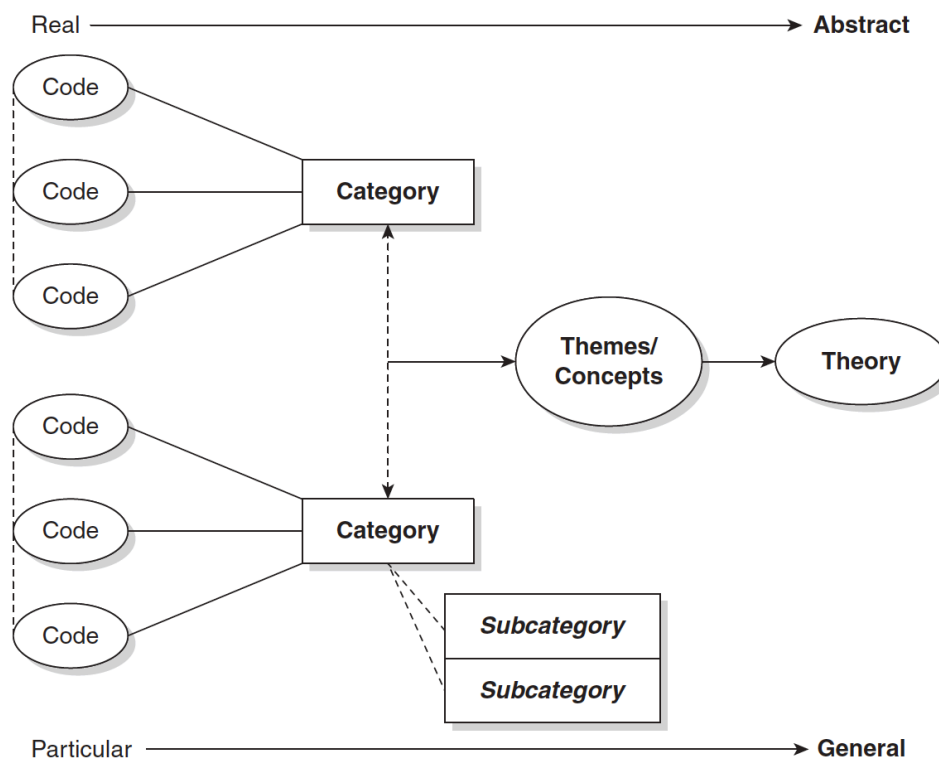 Real
Abstract
Code
Code
Category
Code
Themes/
Concepts
Theory
Code
Code
Category
Code
Subcategory
Subcategory
Particular
General